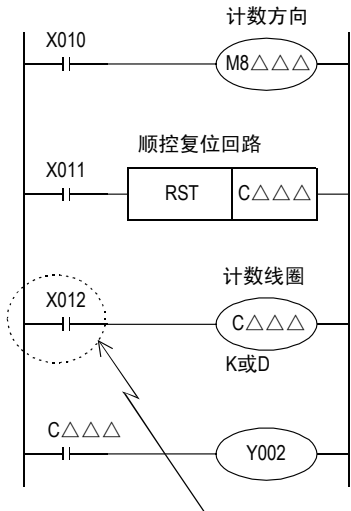 计数方向
X010
M8△△△
顺控复位回路
X011
RST C△△△
计数线圈
X012
C△△△
K或D
C△△△
Y002